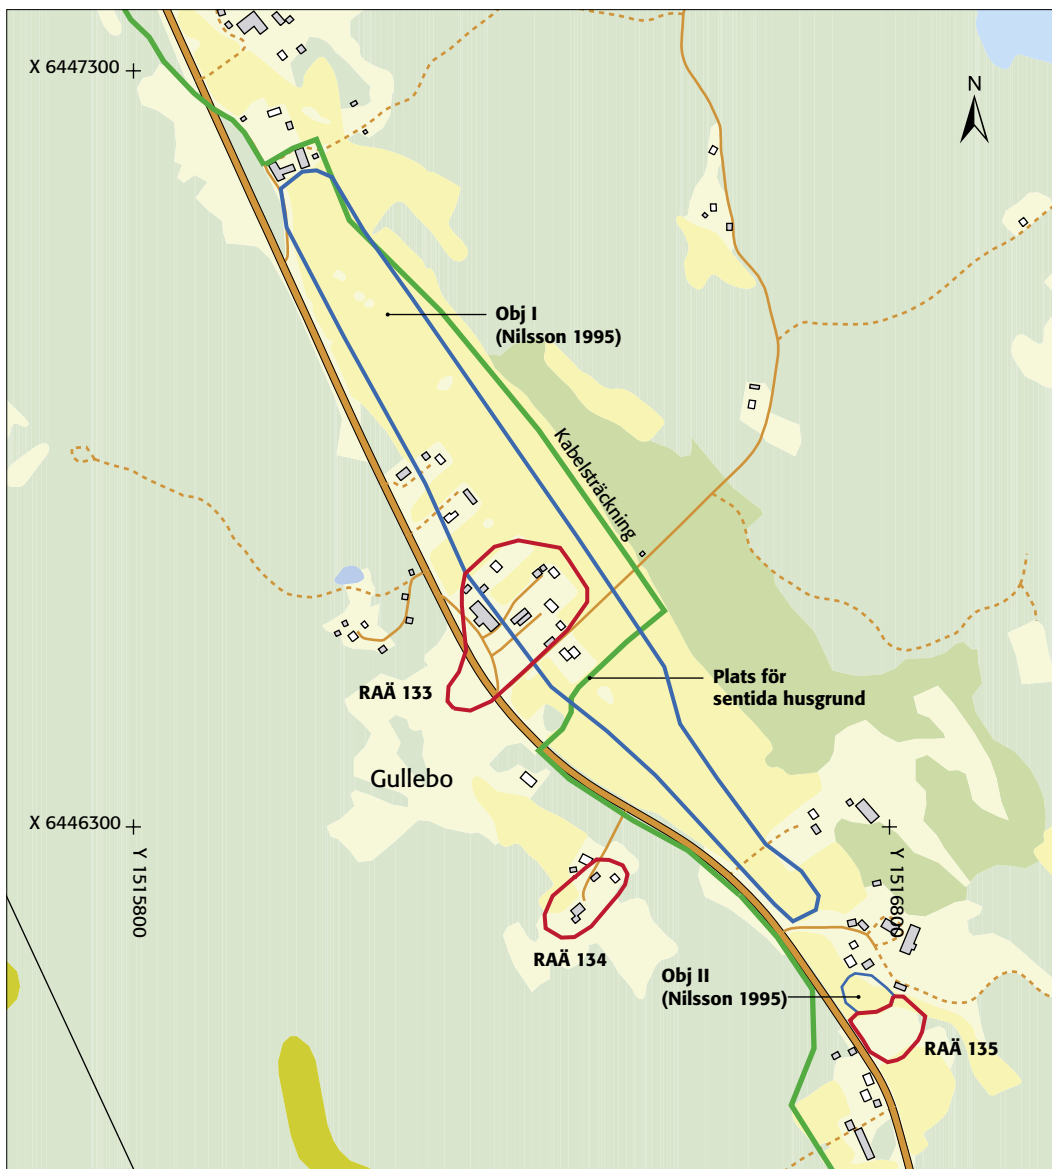 X 6447300
N
Obj I
(Nilsson 1995)
Kabelsträckning
RAÄ 133
Plats för
sentida husgrund
Gullebo
X 6446300
Y 1515800
Y 1516800
RAÄ 134
Obj II
(Nilsson 1995)
RAÄ 135